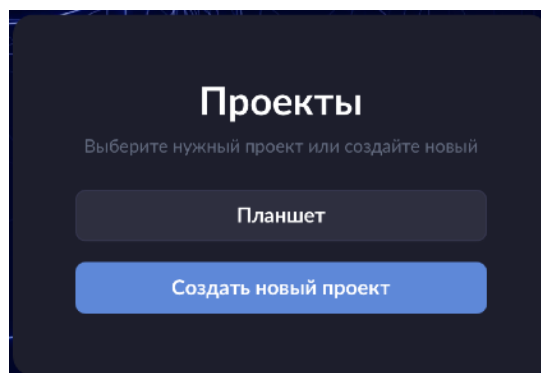 Проекты
Выберите нужный проект или создайте новый
Планшет
Создать новый проект